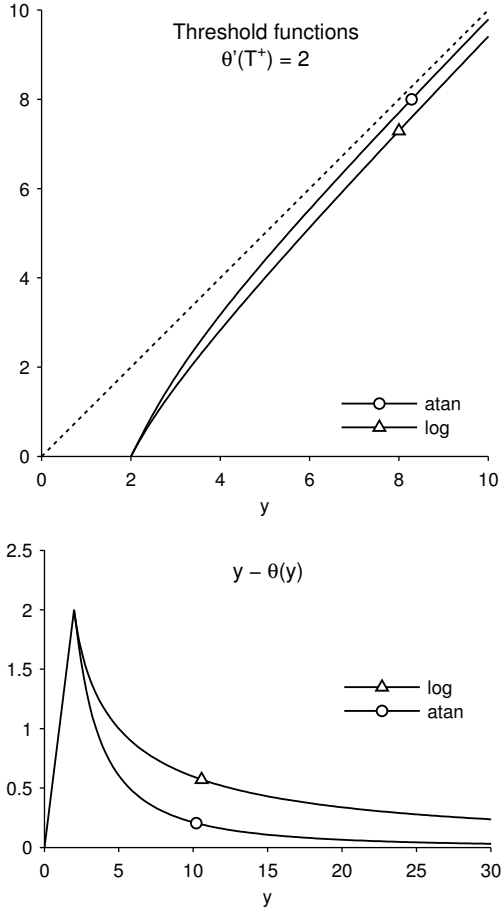 Threshold functions
θ'(T⁺) = 2
10
8
6
4
2
0
0 2 4 6 8 10
y
atan
log
y − θ(y)
2.5
2
1.5
1
0.5
0
0 5 10 15 20 25 30
y
log
atan